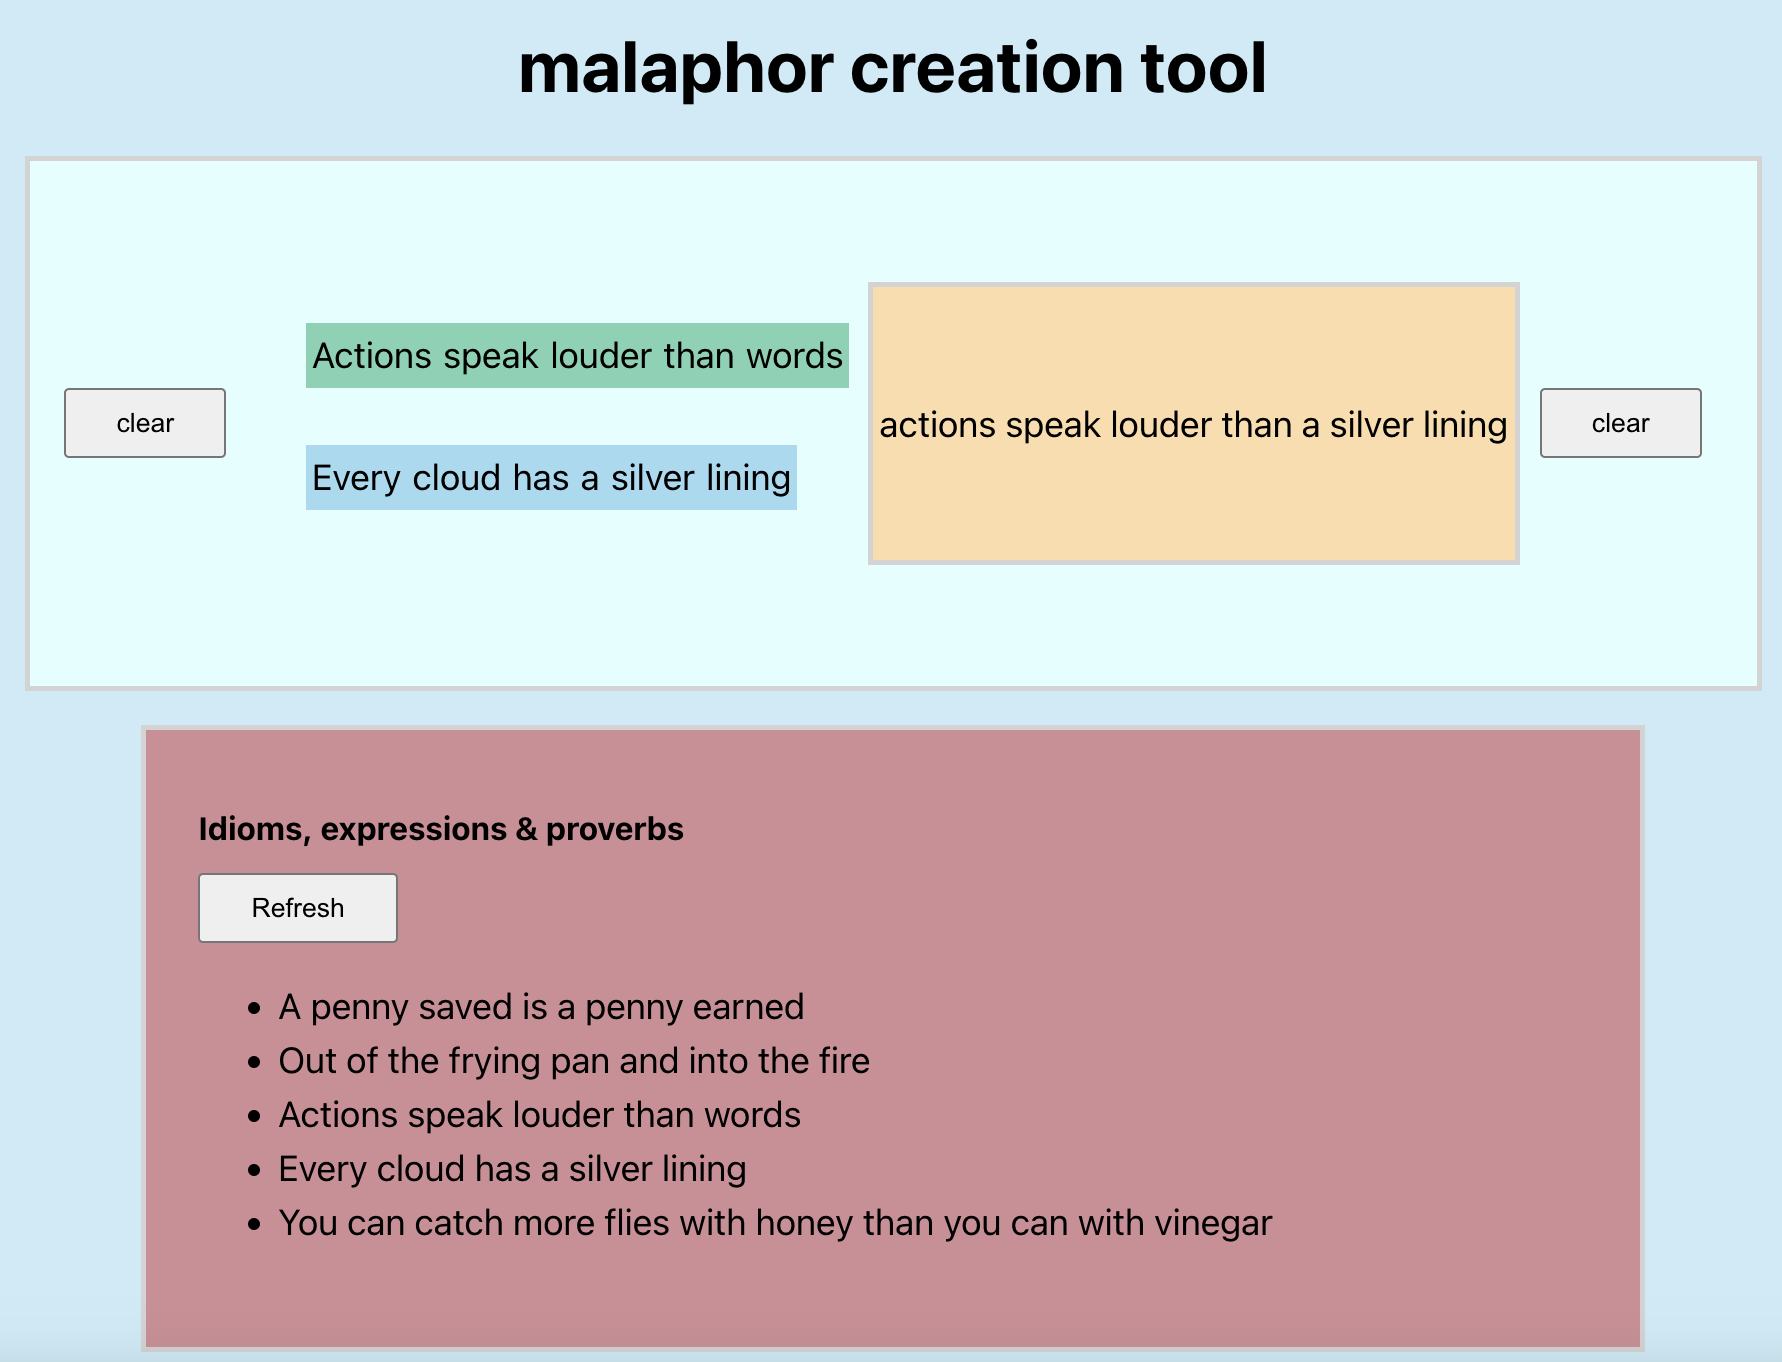 malaphor creation tool
clear
Actions speak louder than words
Every cloud has a silver lining
actions speak louder than a silver lining
clear
Idioms, expressions & proverbs
Refresh
• A penny saved is a penny earned
• Out of the frying pan and into the fire
• Actions speak louder than words
• Every cloud has a silver lining
• You can catch more flies with honey than you can with vinegar